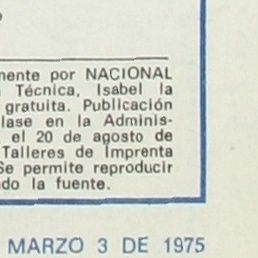 mente por NACIONAL
Técnica, Isabel la
gratuita. Publicación
lase en la Adminis-
el 20 de agosto de
Talleres de Imprenta
Se permite reproducir
do la fuente.
MARZO 3 DE 1975